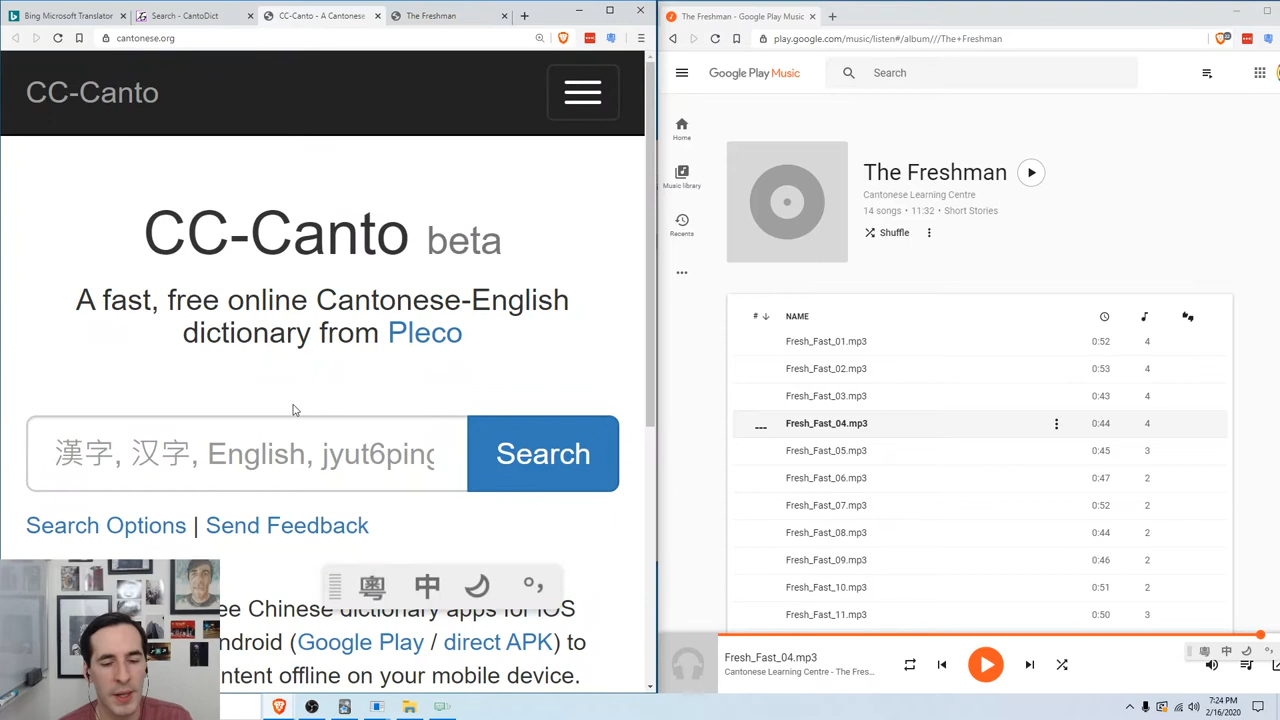 Bing Microsoft Translator
Search - CantoDict
CC-Canto - A Cantonese
The Freshman
cantonese.org
CC-Canto
CC-Canto beta
A fast, free online Cantonese-English
dictionary from Pleco
漢字, 汉字, English, jyut6ping
Search
Search Options | Send Feedback
ee Chinese dictionary apps for iOS
ndroid (Google Play / direct APK) to
ntent offline on your mobile device.
粵 中
The Freshman - Google Play Music
play.google.com/music/listen#/album///The+Freshman
Google Play Music
Search
Home
Music library
Recents
The Freshman
Cantonese Learning Centre
14 songs • 11:32 • Short Stories
Shuffle
# NAME
Fresh_Fast_01.mp3 0:52 4
Fresh_Fast_02.mp3 0:53 4
Fresh_Fast_03.mp3 0:43 4
Fresh_Fast_04.mp3 0:44 4
Fresh_Fast_05.mp3 0:45 3
Fresh_Fast_06.mp3 0:47 2
Fresh_Fast_07.mp3 0:52 2
Fresh_Fast_08.mp3 0:44 2
Fresh_Fast_09.mp3 0:46 2
Fresh_Fast_10.mp3 0:51 2
Fresh_Fast_11.mp3 0:50 3
Fresh_Fast_04.mp3
Cantonese Learning Centre - The Fres...
粵 中
7:24 PM
2/16/2020